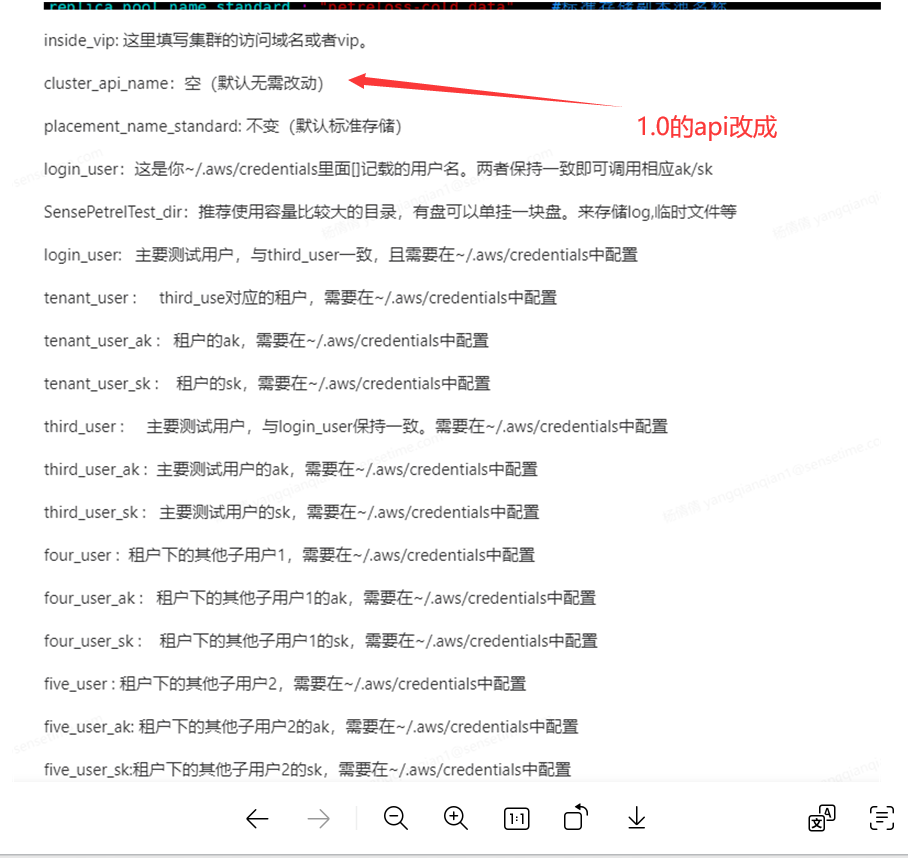 replica_pool_name_standard : "petreloss-cold_data" #标准存储副本池名称
inside_vip: 这里填写集群的访问域名或者vip。
cluster_api_name：空（默认无需改动）
1.0的api改成
placement_name_standard: 不变（默认标准存储）
login_user：这是你~/.aws/credentials里面[]记载的用户名。两者保持一致即可调用相应ak/sk
SensePetrelTest_dir：推荐使用容量比较大的目录，有盘可以单挂一块盘。来存储log,临时文件等
login_user: 主要测试用户，与third_user一致，且需要在~/.aws/credentials中配置
tenant_user： third_use对应的租户，需要在~/.aws/credentials中配置
tenant_user_ak： 租户的ak，需要在~/.aws/credentials中配置
tenant_user_sk： 租户的sk，需要在~/.aws/credentials中配置
third_user： 主要测试用户，与login_user保持一致。需要在~/.aws/credentials中配置
third_user_ak：主要测试用户的ak，需要在~/.aws/credentials中配置
third_user_sk： 主要测试用户的sk，需要在~/.aws/credentials中配置
four_user：租户下的其他子用户1，需要在~/.aws/credentials中配置
four_user_ak： 租户下的其他子用户1的ak，需要在~/.aws/credentials中配置
four_user_sk： 租户下的其他子用户1的sk，需要在~/.aws/credentials中配置
five_user : 租户下的其他子用户2，需要在~/.aws/credentials中配置
five_user_ak: 租户下的其他子用户2的ak，需要在~/.aws/credentials中配置
five_user_sk:租户下的其他子用户2的sk，需要在~/.aws/credentials中配置
1:1